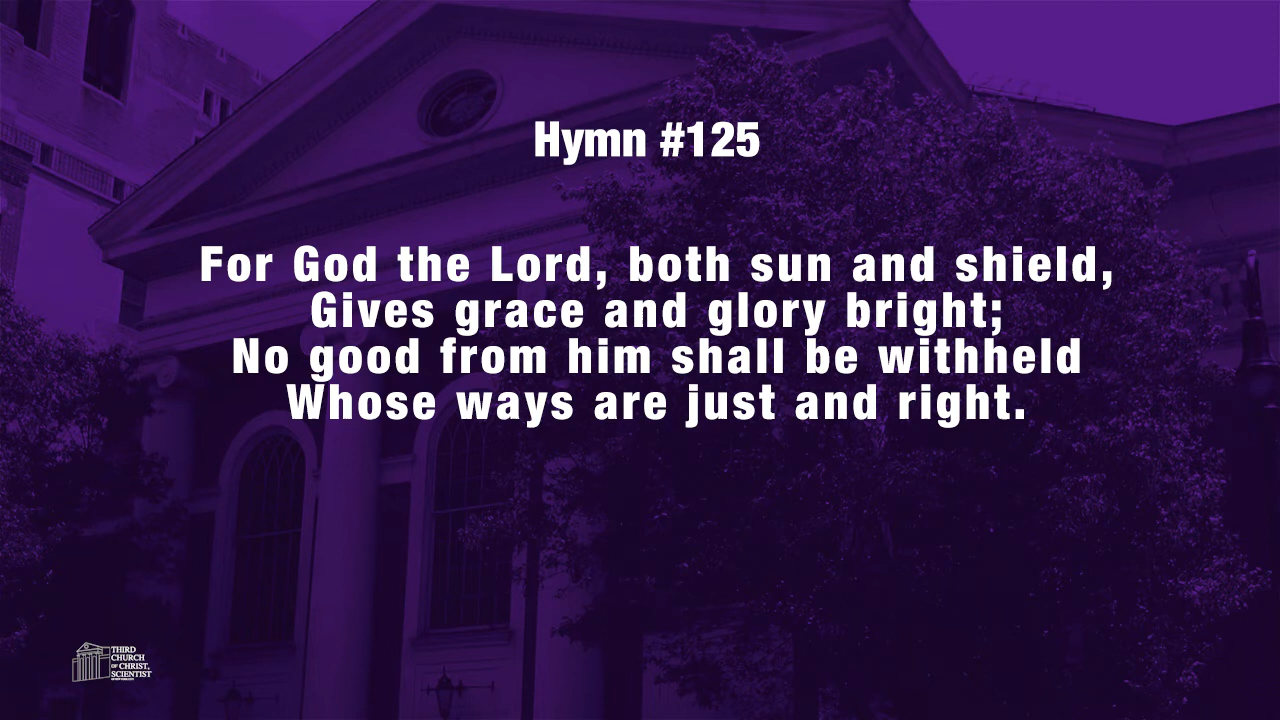 Hymn #125
For God the Lord, both sun and shield,
Gives grace and glory bright;
No good from him shall be withheld
Whose ways are just and right.
THIRD
CHURCH
OF CHRIST,
SCIENTIST